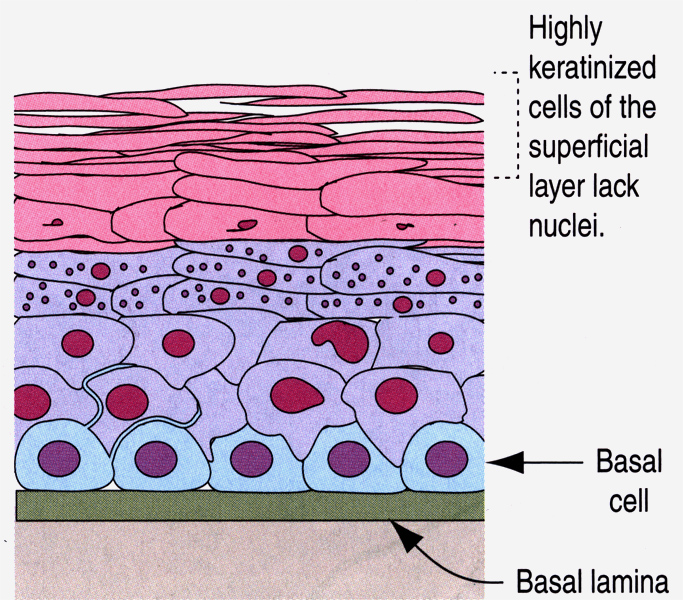 Highly
keratinized
cells of the
superficial
layer lack
nuclei.
Basal
cell
Basal lamina